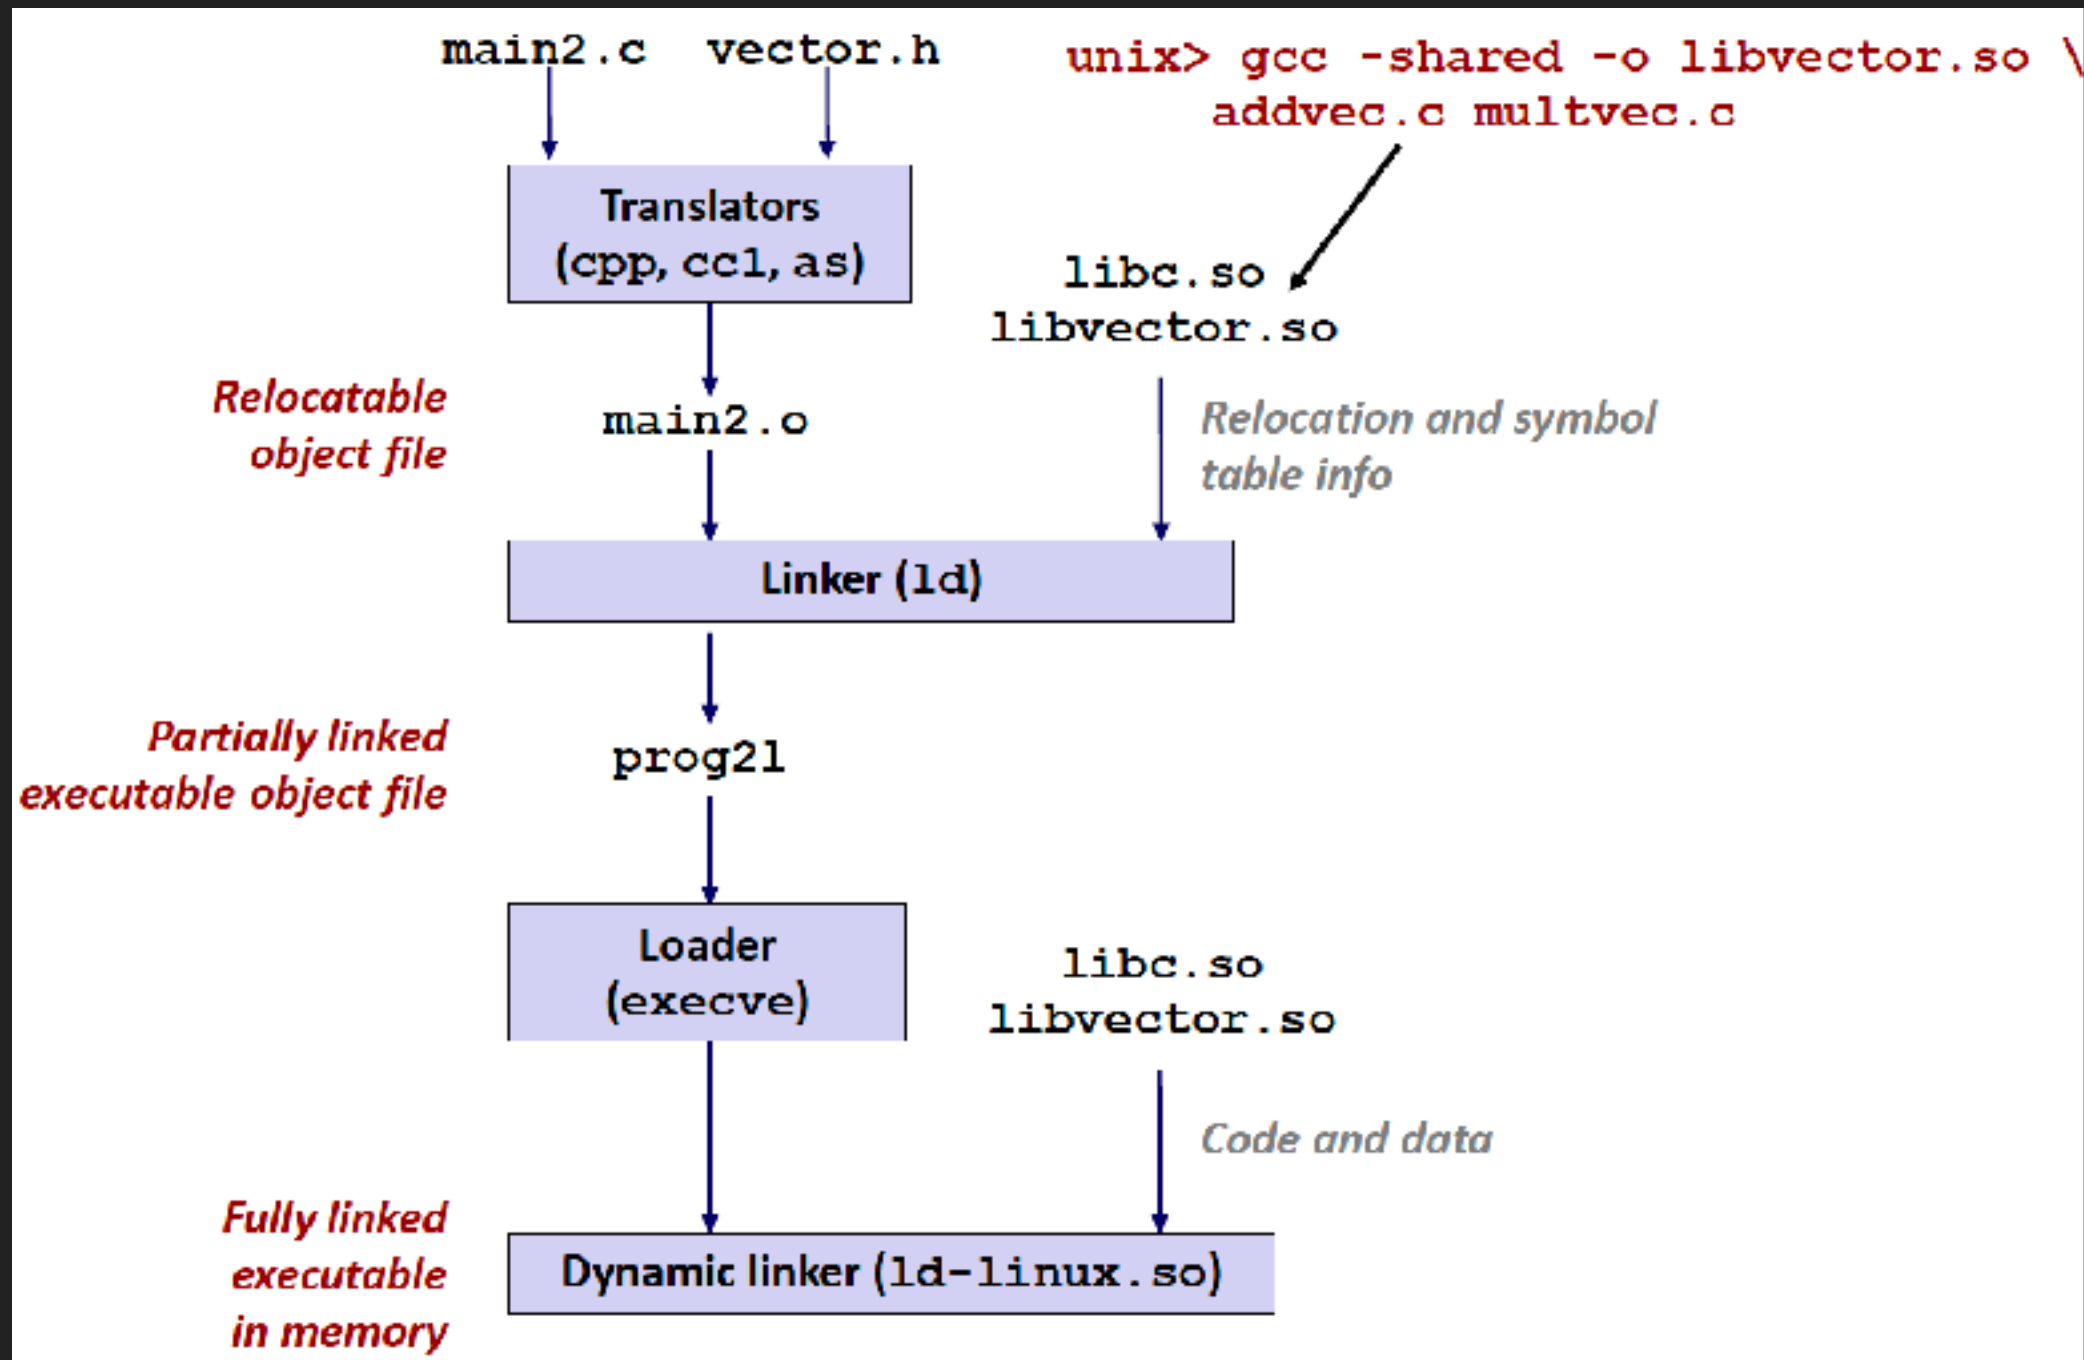 main2.c vector.h
unix> gcc -shared -o libvector.so \
addvec.c multvec.c
Translators
(cpp, cc1, as)
libc.so
libvector.so
Relocatable
object file
main2.o
Relocation and symbol
table info
Linker (ld)
Partially linked
executable object file
prog2l
Loader
(execve)
libc.so
libvector.so
Code and data
Fully linked
executable
in memory
Dynamic linker (ld-linux.so)